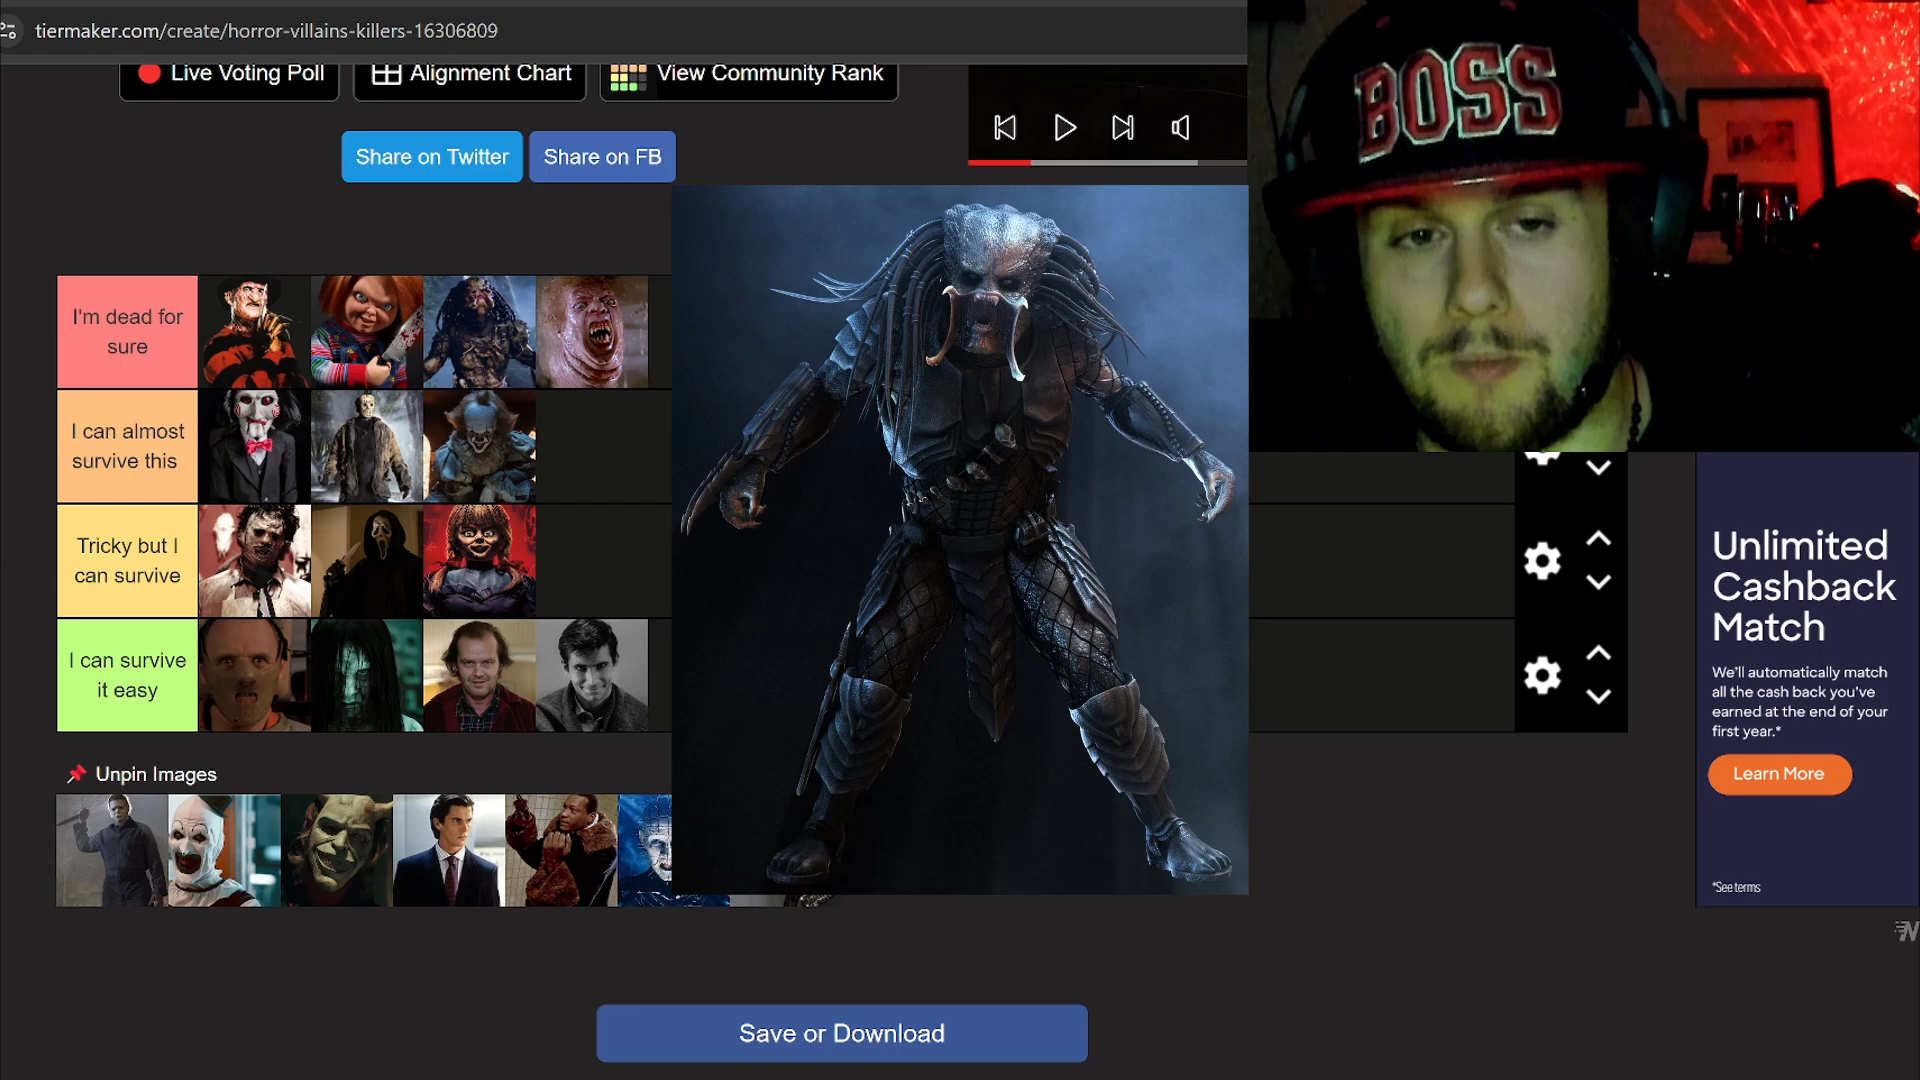 tiermaker.com/create/horror-villains-killers-16306809
Live Voting Poll
Alignment Chart
View Community Rank
Share on Twitter
Share on FB
BOSS
I'm dead for
sure
I can almost
survive this
Tricky but I
can survive
I can survive
it easy
Unpin Images
Unlimited
Cashback
Match
We'll automatically match
all the cash back you've
earned at the end of your
first year.*
Learn More
*See terms
Save or Download